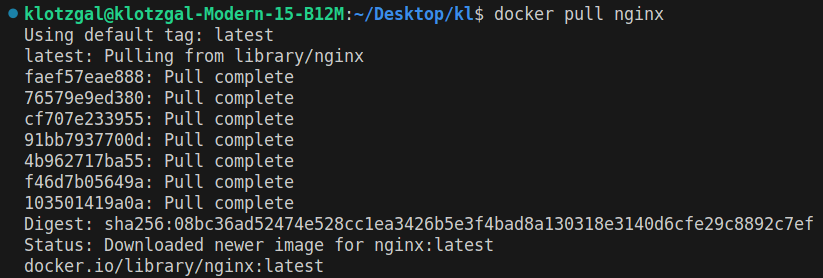 klotzgal@klotzgal-Modern-15-B12M:~/Desktop/kl$ docker pull nginx
Using default tag: latest
latest: Pulling from library/nginx
faef57eae888: Pull complete
76579e9ed380: Pull complete
cf707e233955: Pull complete
91bb7937700d: Pull complete
4b962717ba55: Pull complete
f46d7b05649a: Pull complete
103501419a0a: Pull complete
Digest: sha256:08bc36ad52474e528cc1ea3426b5e3f4bad8a130318e3140d6cfe29c8892c7ef
Status: Downloaded newer image for nginx:latest
docker.io/library/nginx:latest